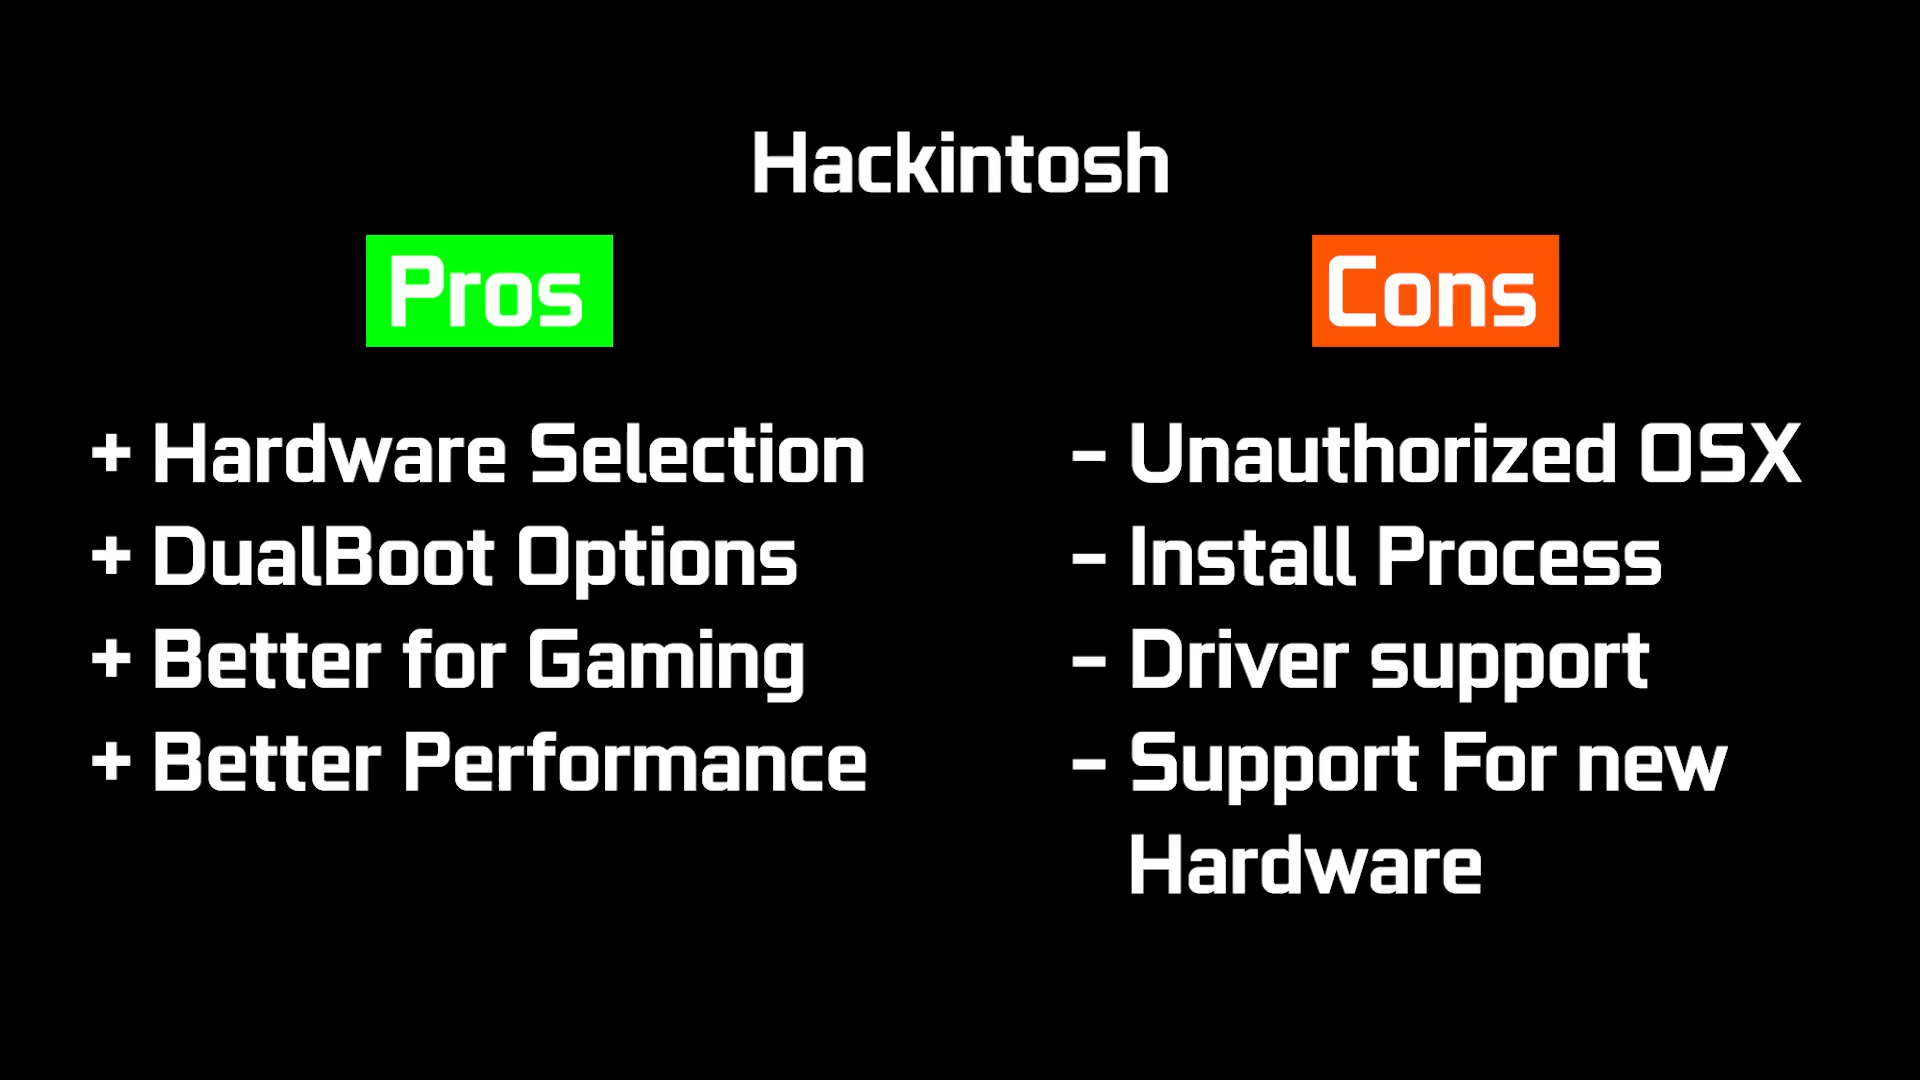 Hackintosh
Pros
+ Hardware Selection
+ DualBoot Options
+ Better for Gaming
+ Better Performance
Cons
- Unauthorized OSX
- Install Process
- Driver support
- Support For new
Hardware